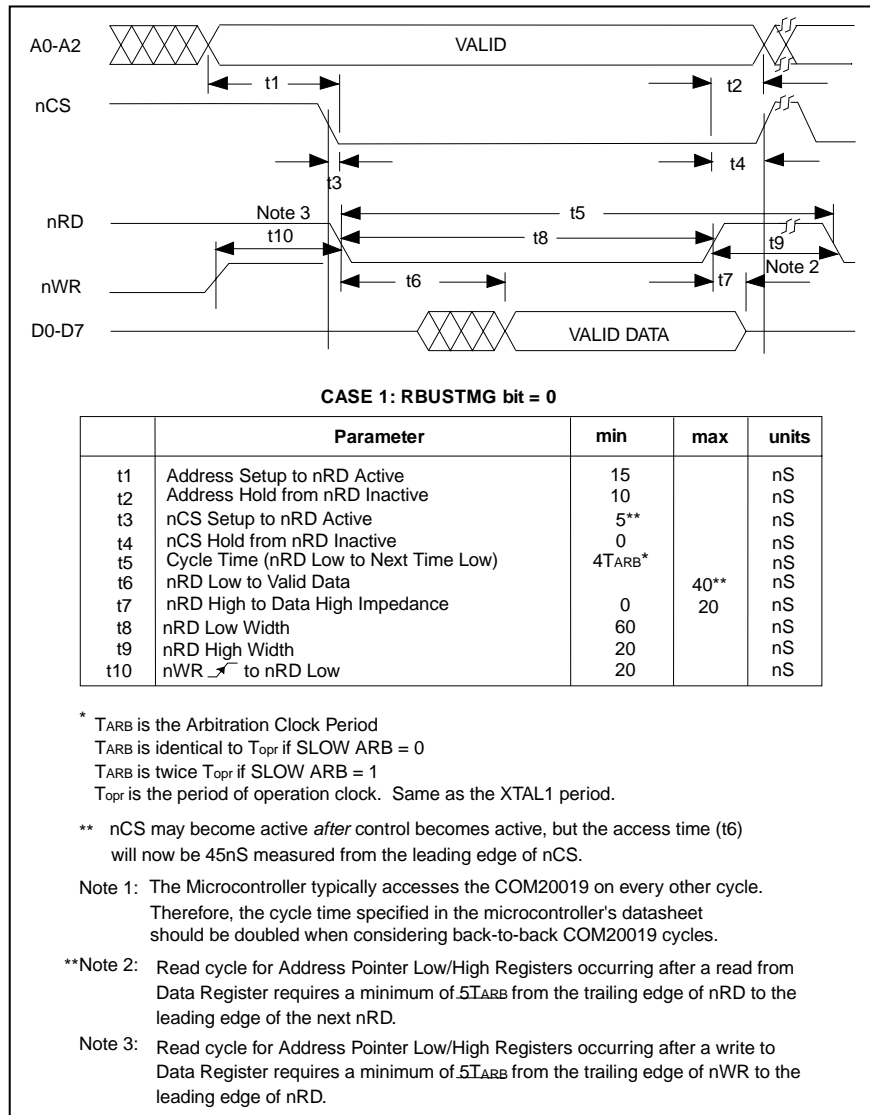 A0-A2
VALID
t1
t2
nCS
t3
t4
nRD
Note 3
t5
t10
t8
t9
nWR
t6
t7
Note 2
D0-D7
VALID DATA
CASE 1: RBUSTMG bit = 0
Parameter min max units
t1 Address Setup to nRD Active 15 nS
t2 Address Hold from nRD Inactive 10 nS
t3 nCS Setup to nRD Active 5** nS
t4 nCS Hold from nRD Inactive 0 nS
t5 Cycle Time (nRD Low to Next Time Low) 4TARB* nS
t6 nRD Low to Valid Data 40** nS
t7 nRD High to Data High Impedance 0 20 nS
t8 nRD Low Width 60 nS
t9 nRD High Width 20 nS
t10 nWR to nRD Low 20 nS
* TARB is the Arbitration Clock Period
TARB is identical to Topr if SLOW ARB = 0
TARB is twice Topr if SLOW ARB = 1
Topr is the period of operation clock. Same as the XTAL1 period.
** nCS may become active after control becomes active, but the access time (t6)
will now be 45nS measured from the leading edge of nCS.
Note 1: The Microcontroller typically accesses the COM20019 on every other cycle.
Therefore, the cycle time specified in the microcontroller's datasheet
should be doubled when considering back-to-back COM20019 cycles.
**Note 2: Read cycle for Address Pointer Low/High Registers occurring after a read from
Data Register requires a minimum of 5TARB from the trailing edge of nRD to the
leading edge of the next nRD.
Note 3: Read cycle for Address Pointer Low/High Registers occurring after a write to
Data Register requires a minimum of 5TARB from the trailing edge of nWR to the
leading edge of nRD.